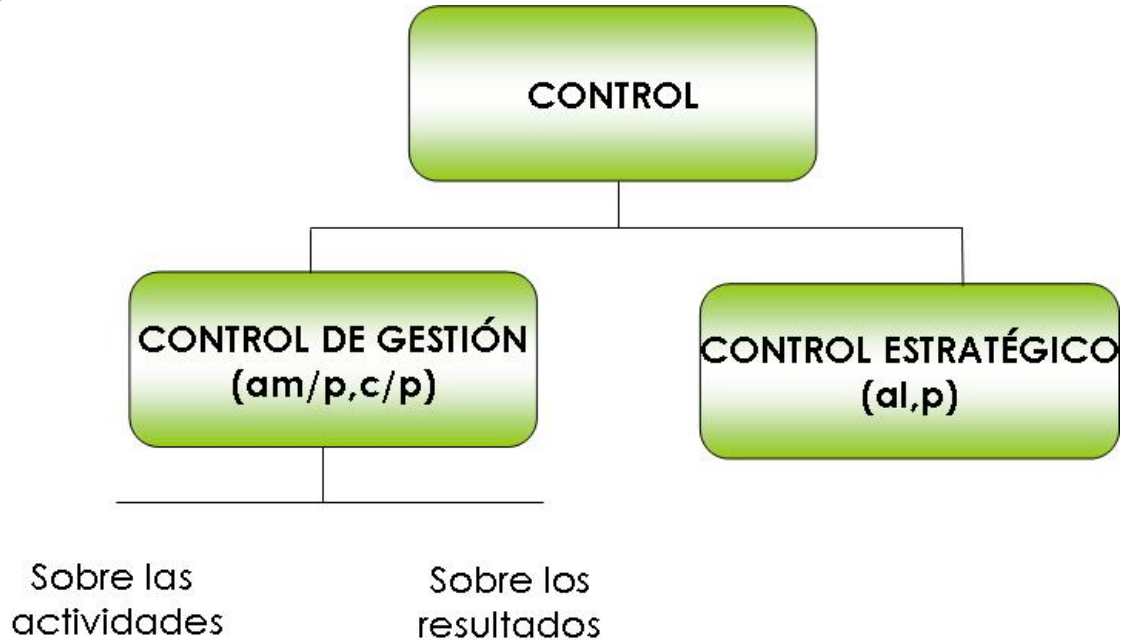 CONTROL
CONTROL DE GESTIÓN
(am/p,c/p)
CONTROL ESTRATÉGICO
(al,p)
Sobre las
actividades
Sobre los
resultados